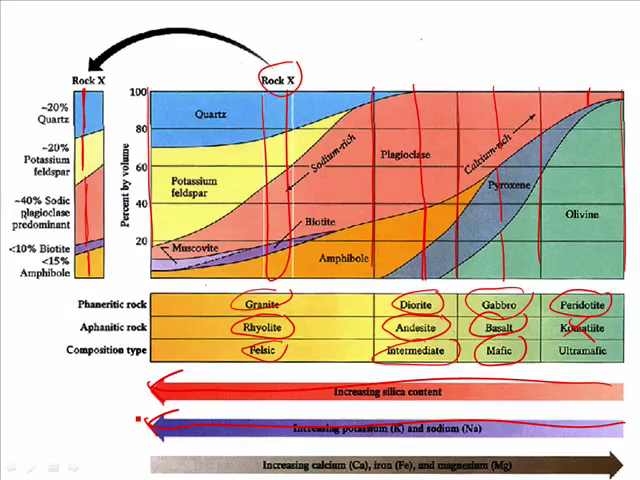 Rock X
Rock X
100
80
60
40
20
Percent by volume
~20%
Quartz
~20%
Potassium
feldspar
~40% Sodic
plagioclase
predominant
<10% Biotite
<15%
Amphibole
Quartz
Potassium
feldspar
Muscovite
Biotite
Sodium-rich
Plagioclase
Calcium-rich
Pyroxene
Amphibole
Olivine
Phaneritic rock Granite Diorite Gabbro Peridotite
Aphanitic rock Rhyolite Andesite Basalt Komatiite
Composition type Felsic Intermediate Mafic Ultramafic
Increasing silica content
Increasing potassium (K) and sodium (Na)
Increasing calcium (Ca), iron (Fe), and magnesium (Mg)